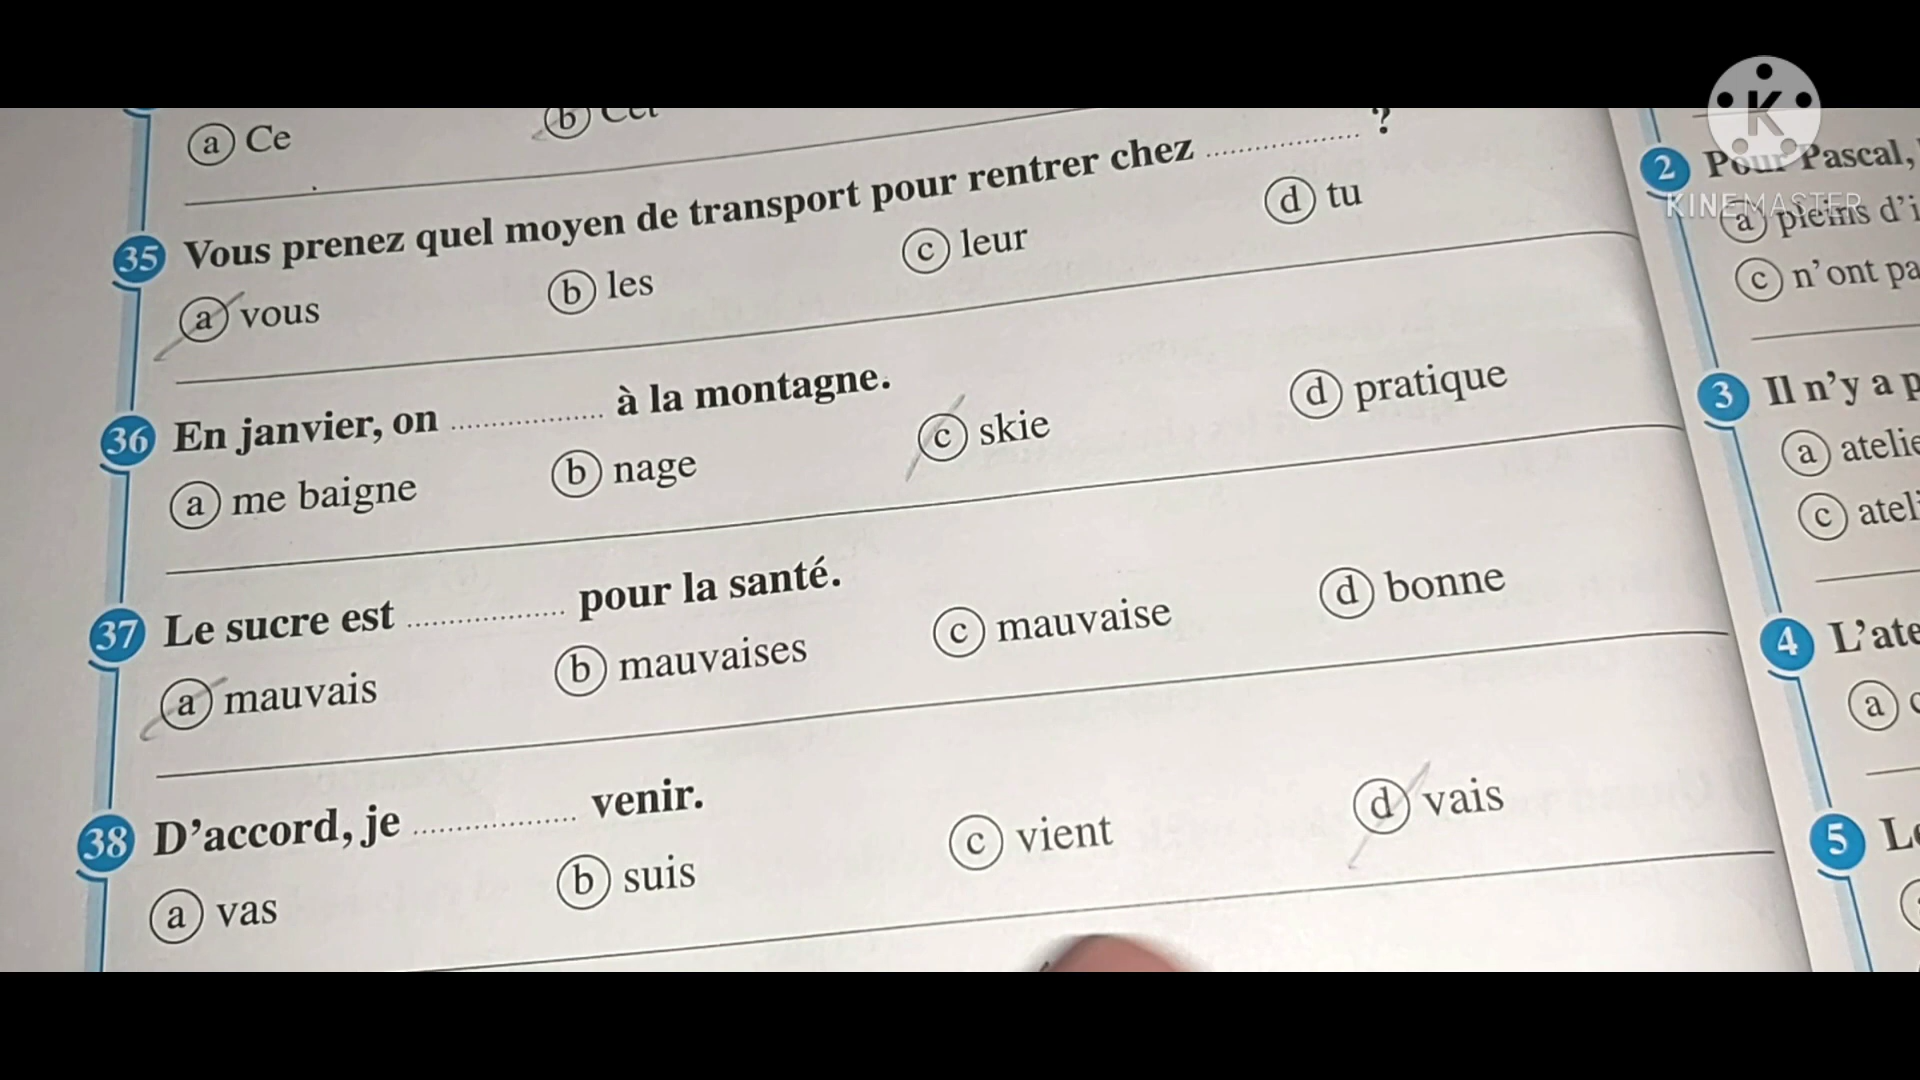 a Ce
b Cet
35 Vous prenez quel moyen de transport pour rentrer chez ................ ?
a vous
b les
c leur
d tu
36 En janvier, on ................ à la montagne.
a me baigne
b nage
c skie
d pratique
37 Le sucre est ................ pour la santé.
a mauvais
b mauvaises
c mauvaise
d bonne
38 D'accord, je ................ venir.
a vas
b suis
c vient
d vais
K
KINEMASTER
2 Pour Pascal,
a pleins d'i
c n'ont pa
3 Il n'y a p
a atelie
c ateli
4 L'ate
a
5 Le